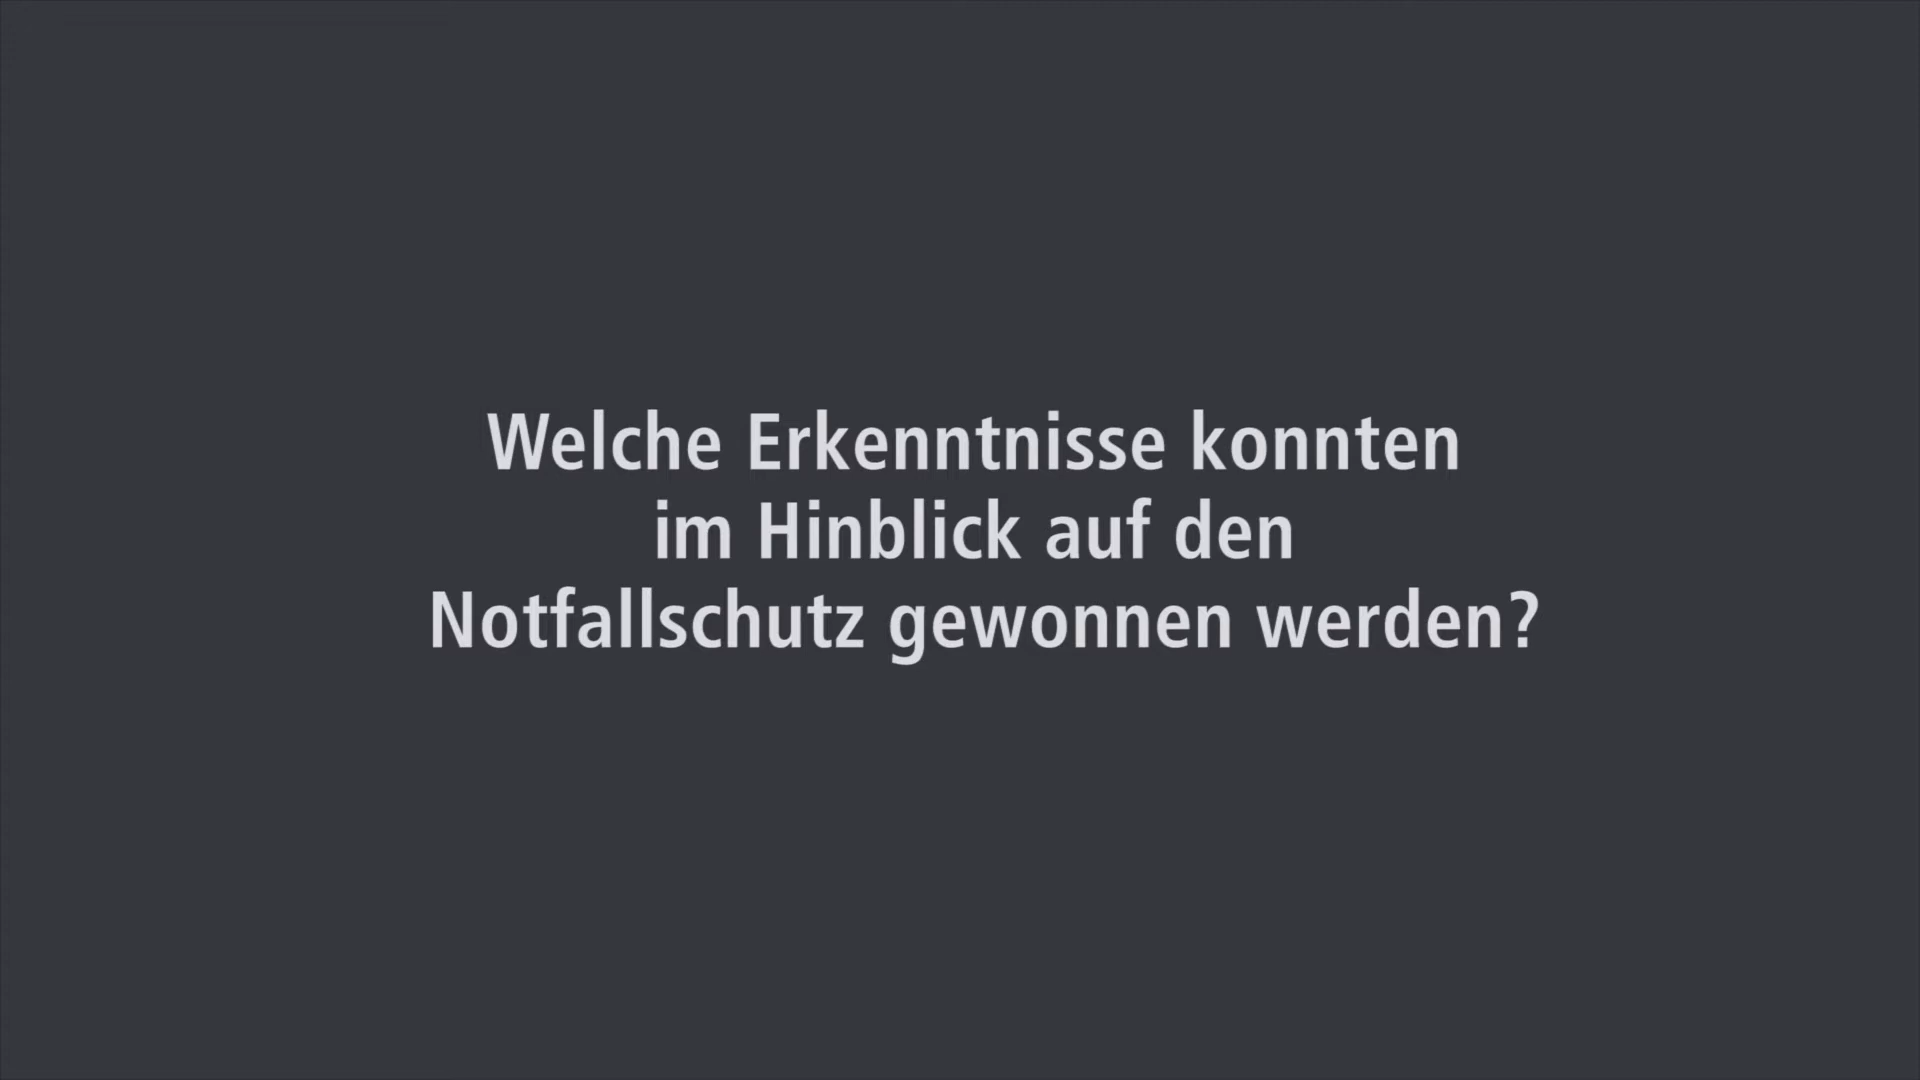 Welche Erkenntnisse konnten
im Hinblick auf den
Notfallschutz gewonnen werden?